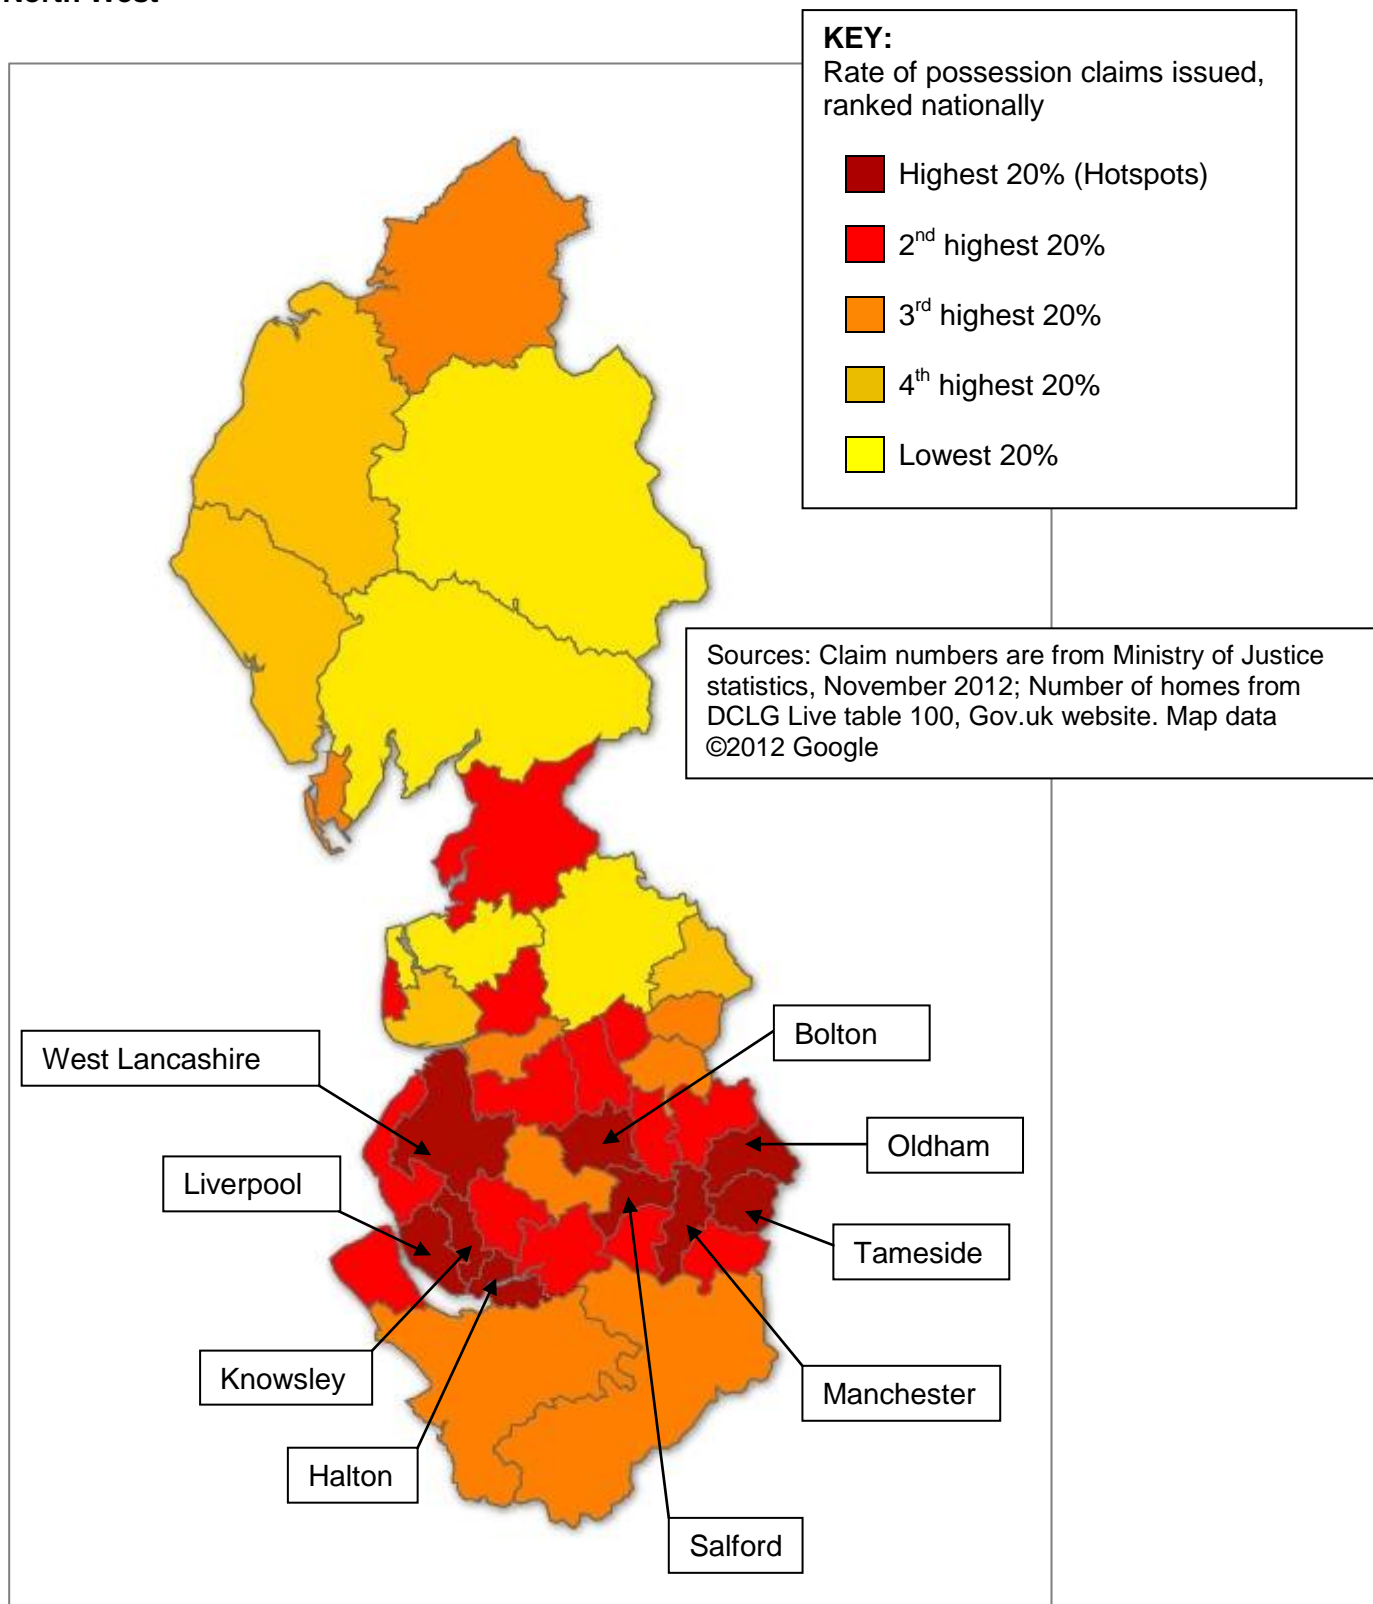 North West
KEY:
Rate of possession claims issued,
ranked nationally
Highest 20% (Hotspots)
2nd highest 20%
3rd highest 20%
4th highest 20%
Lowest 20%
Sources: Claim numbers are from Ministry of Justice
statistics, November 2012; Number of homes from
DCLG Live table 100, Gov.uk website. Map data
©2012 Google
Bolton
West Lancashire
Oldham
Liverpool
Tameside
Knowsley
Manchester
Halton
Salford